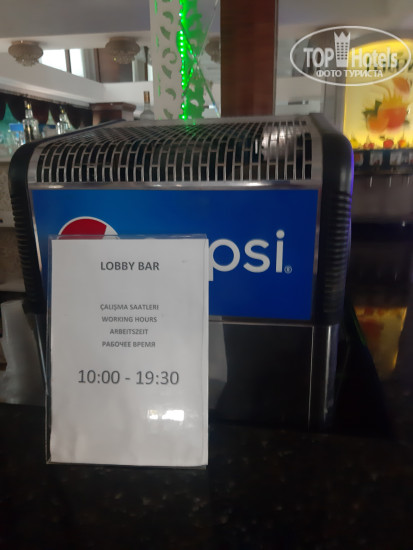 TOP Hotels
ФОТО ТУРИСТА
psi®
LOBBY BAR
ÇALIŞMA SAATLERI
WORKING HOURS
ARBEITSZEIT
РАБОЧЕЕ ВРЕМЯ
10:00 - 19:30